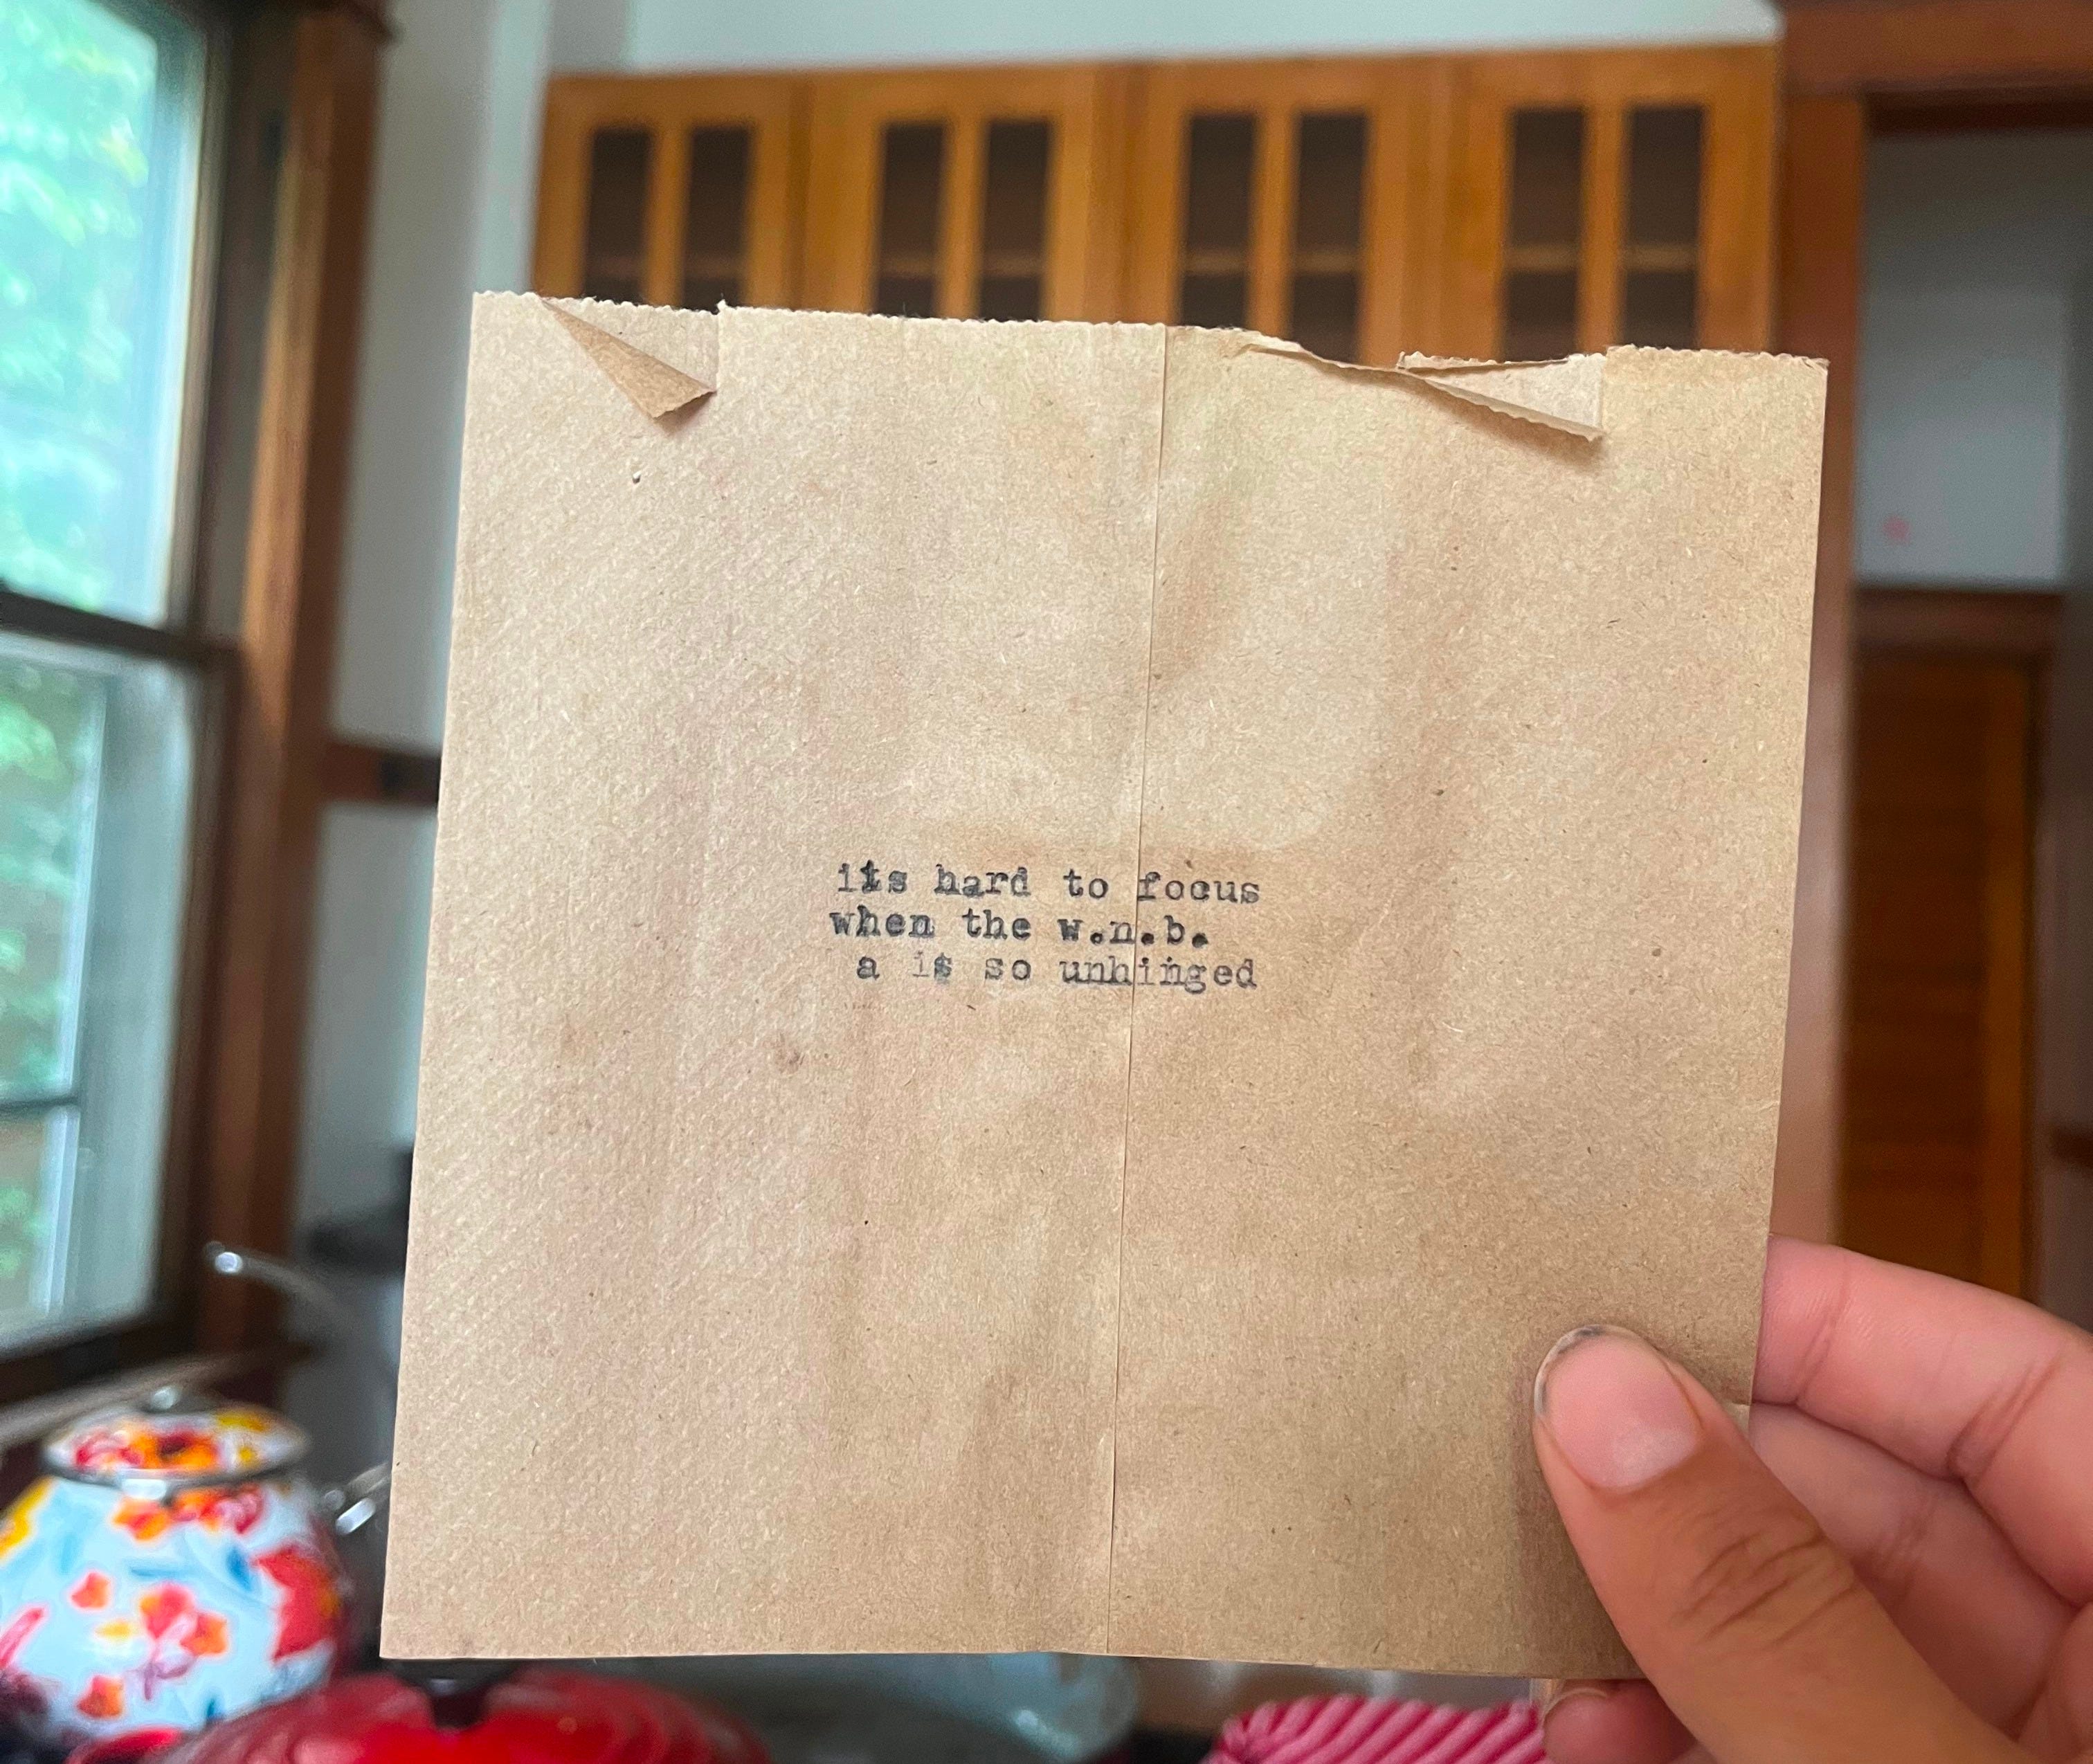 its hard to focus
when the w.n.b.
a is so unhinged